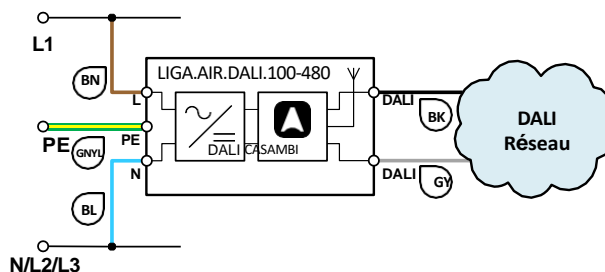 L1
BN
LIGA.AIR.DALI.100-480
L
DALI
BK
DALI
Réseau
PE
GNYL
PE
DALI CASAMBI
N
DALI
GY
BL
N/L2/L3